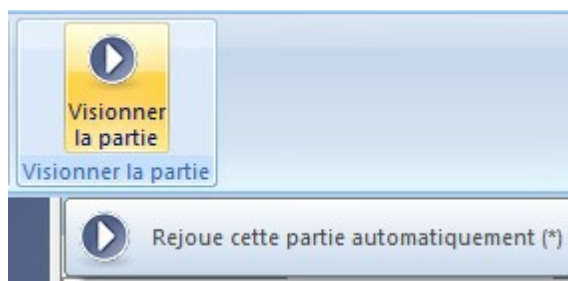 Visionner
la partie
Visionner la partie
Rejoue cette partie automatiquement (*)